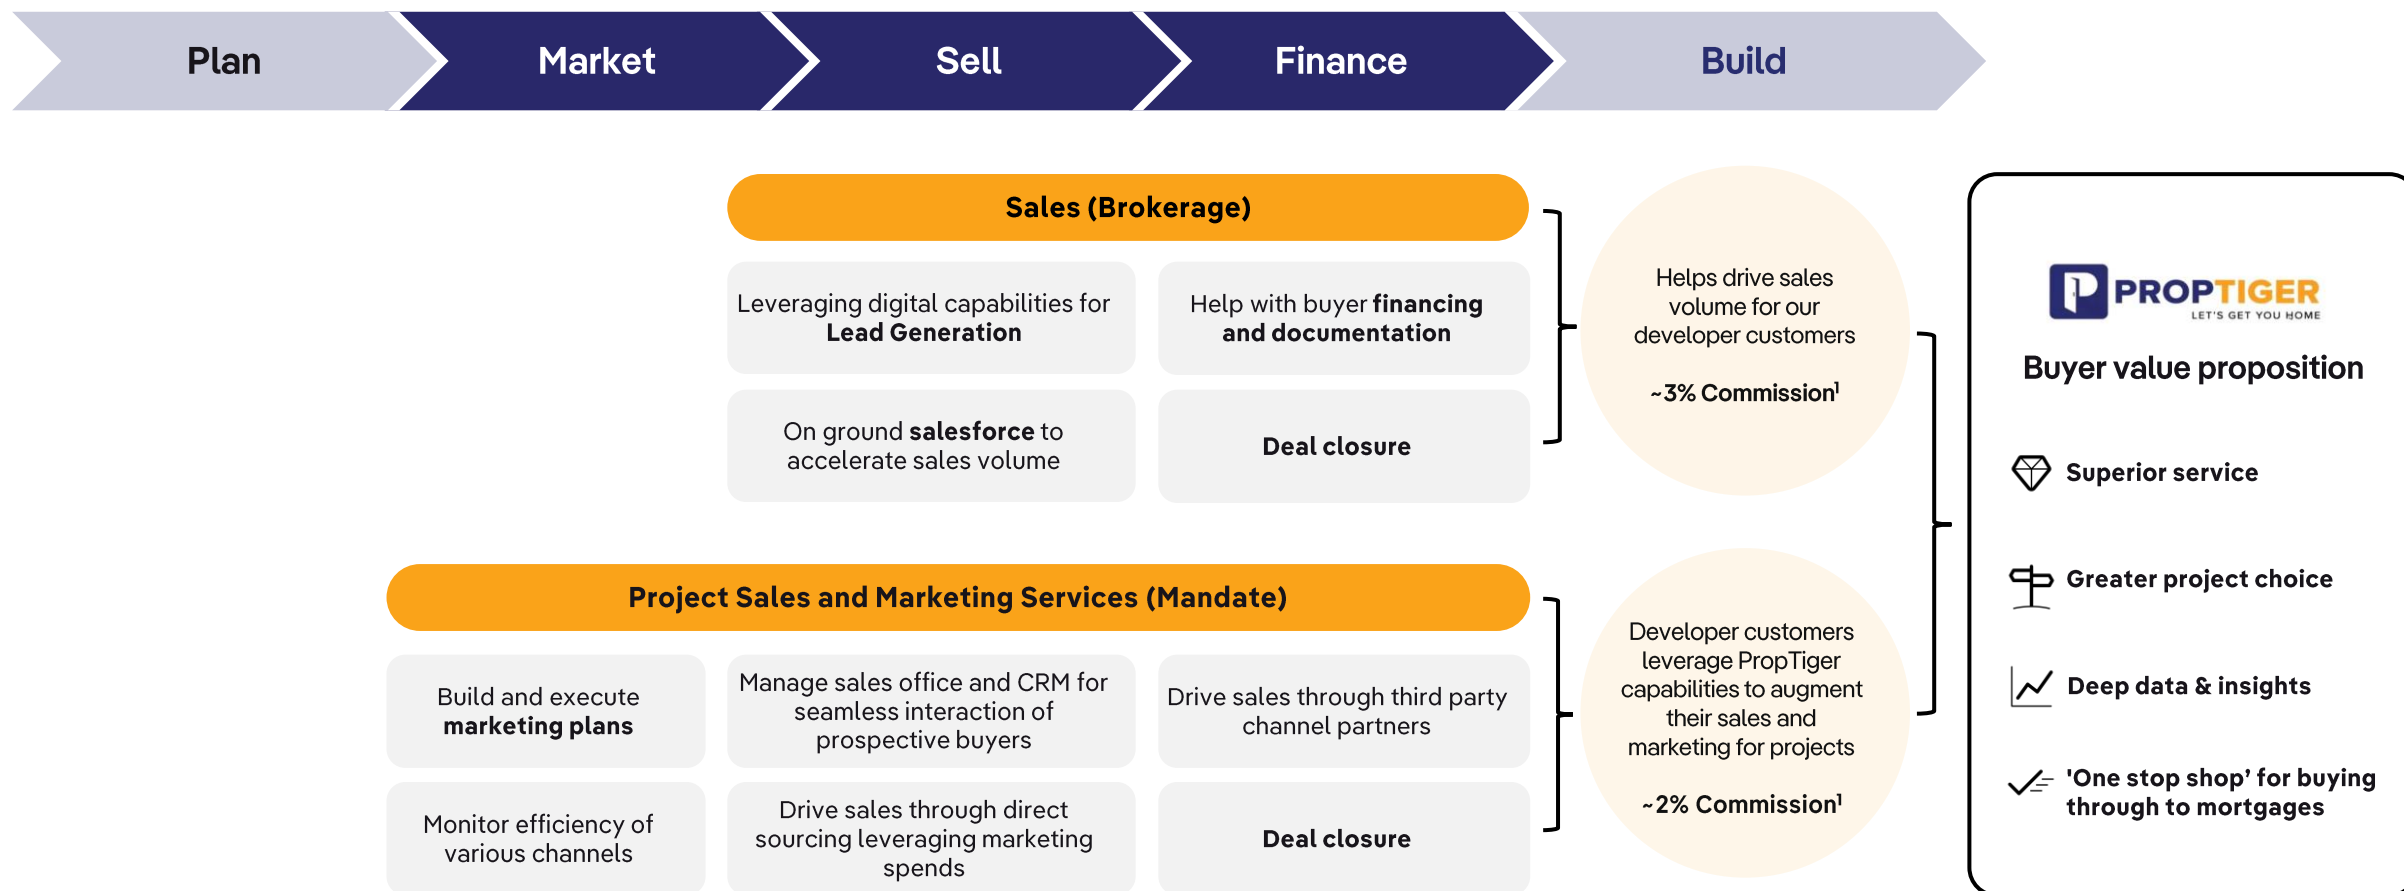 Plan
Market
Sell
Finance
Build
Sales (Brokerage)
Leveraging digital capabilities for
Lead Generation
Help with buyer financing
and documentation
On ground salesforce to
accelerate sales volume
Deal closure
Helps drive sales
volume for our
developer customers
~3% Commission¹
Project Sales and Marketing Services (Mandate)
Build and execute
marketing plans
Manage sales office and CRM for
seamless interaction of
prospective buyers
Drive sales through third party
channel partners
Monitor efficiency of
various channels
Drive sales through direct
sourcing leveraging marketing
spends
Deal closure
Developer customers
leverage PropTiger
capabilities to augment
their sales and
marketing for projects
~2% Commission¹
PROPTIGER
LET'S GET YOU HOME
Buyer value proposition
Superior service
Greater project choice
Deep data & insights
'One stop shop’ for buying
through to mortgages